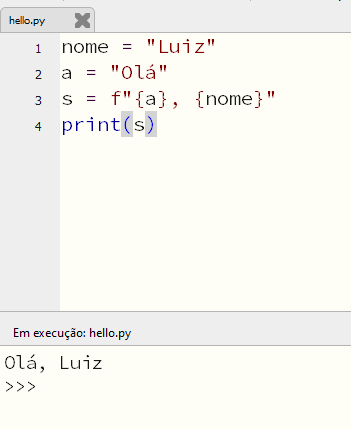 hello.py
1 nome = "Luiz"
2 a = "Olá"
3 s = f"{a}, {nome}"
4 print(s)
Em execução: hello.py
Olá, Luiz
>>>